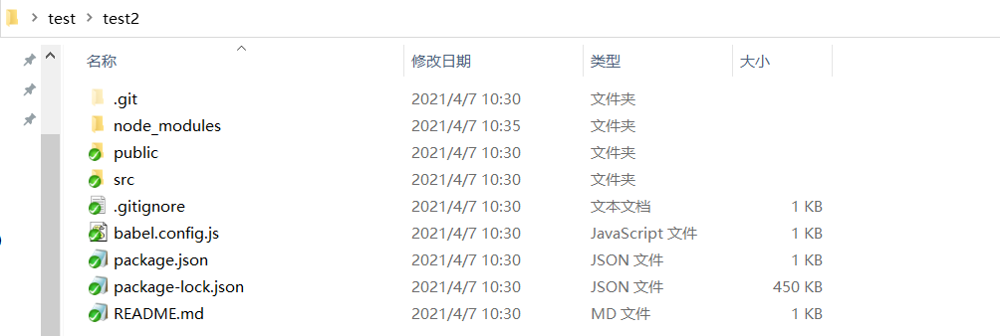 test > test2
名称 修改日期 类型 大小
.git 2021/4/7 10:30 文件夹
node_modules 2021/4/7 10:35 文件夹
public 2021/4/7 10:30 文件夹
src 2021/4/7 10:30 文件夹
.gitignore 2021/4/7 10:30 文本文档 1 KB
babel.config.js 2021/4/7 10:30 JavaScript 文件 1 KB
package.json 2021/4/7 10:30 JSON 文件 1 KB
package-lock.json 2021/4/7 10:30 JSON 文件 450 KB
README.md 2021/4/7 10:30 MD 文件 1 KB